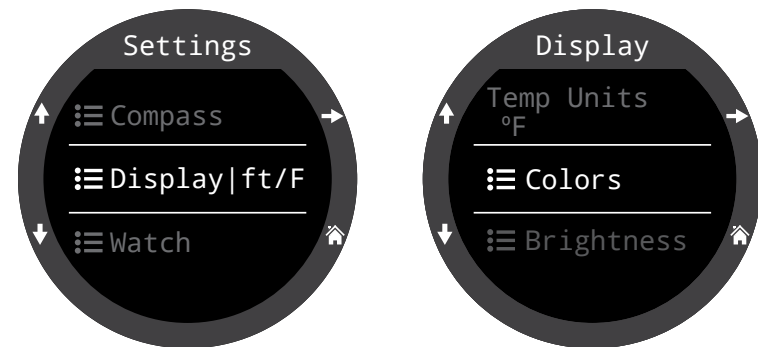 Settings
Compass
Display|ft/F
Watch
Display
Temp Units
ºF
Colors
Brightness